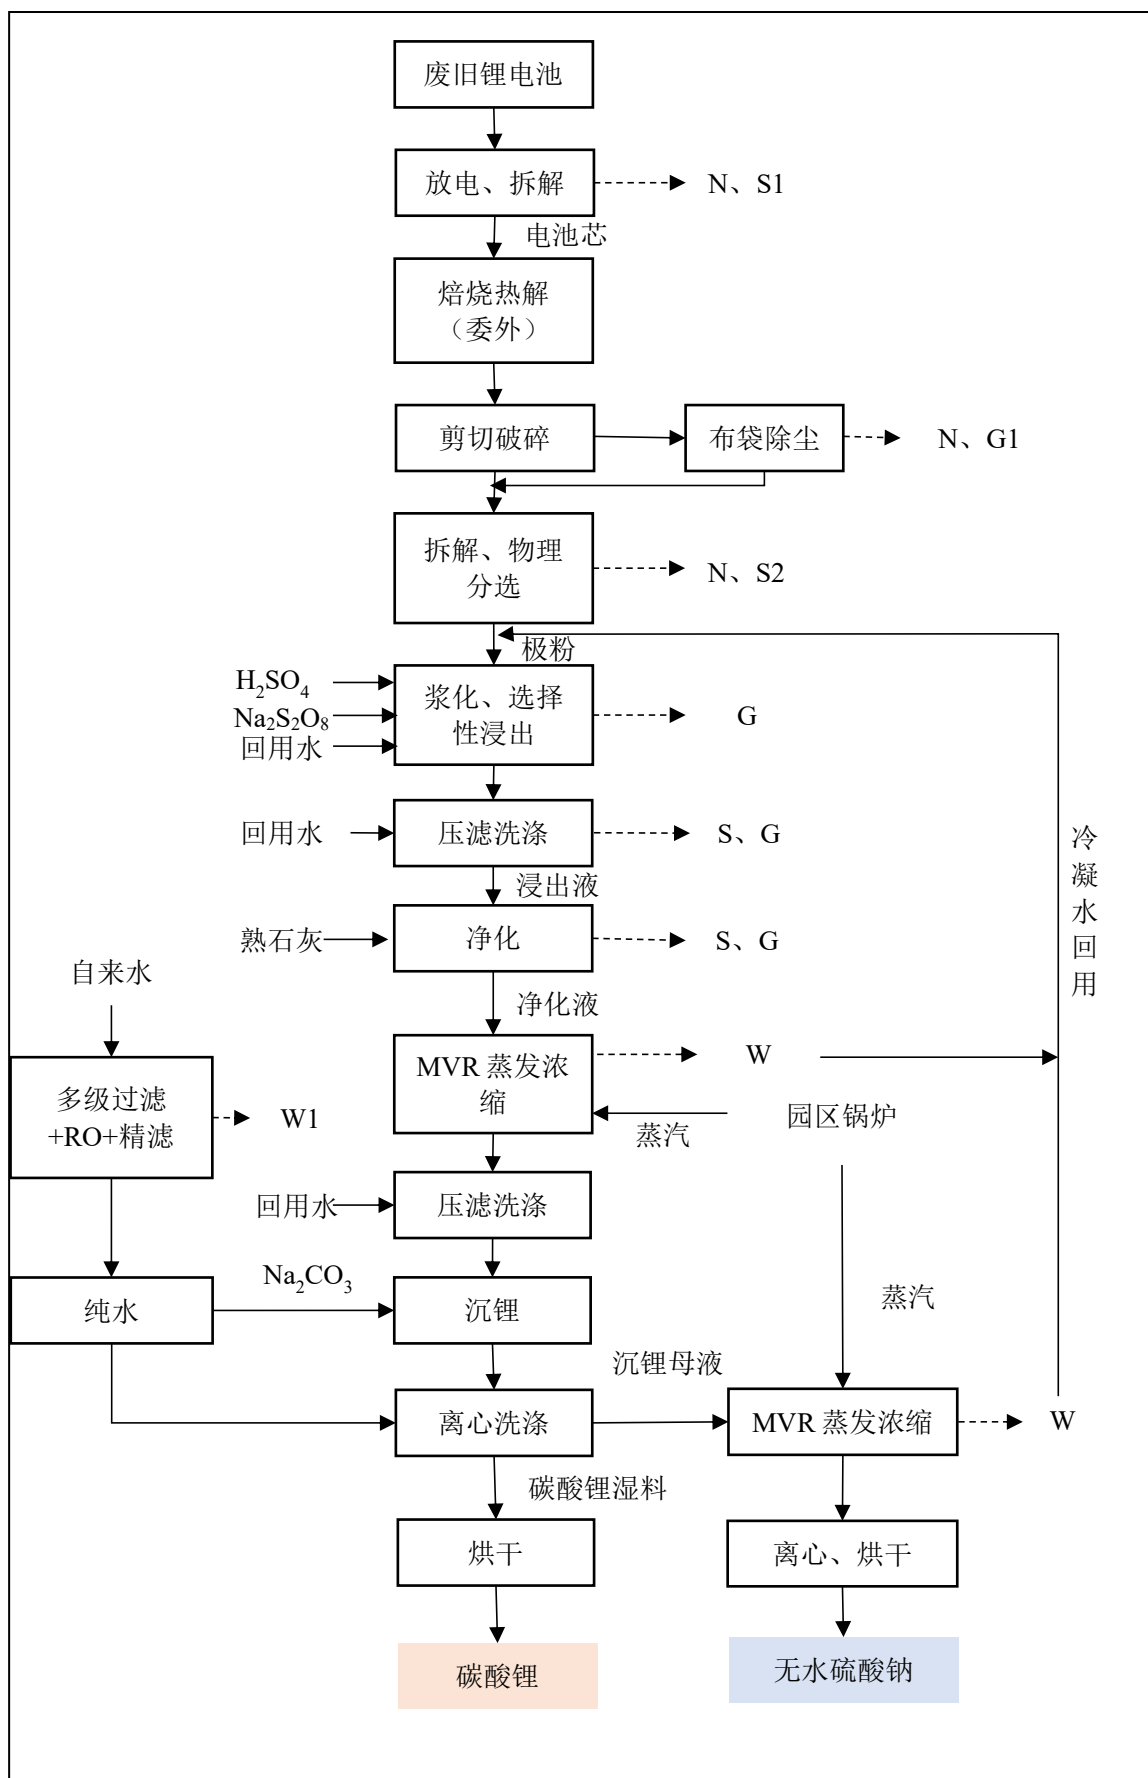 废旧锂电池
放电、拆解
N、S1
电池芯
焙烧热解
（委外）
剪切破碎
布袋除尘
N、G1
拆解、物理
分选
N、S2
极粉
H₂SO₄
Na₂S₂O₈
回用水
浆化、选择
性浸出
G
回用水
压滤洗涤
S、G
浸出液
熟石灰
净化
S、G
冷凝水回用
自来水
净化液
多级过滤
+RO+精滤
W1
MVR 蒸发浓
缩
W
蒸汽
园区锅炉
回用水
压滤洗涤
纯水
Na₂CO₃
沉锂
蒸汽
沉锂母液
离心洗涤
MVR 蒸发浓缩
W
碳酸锂湿料
烘干
离心、烘干
碳酸锂
无水硫酸钠